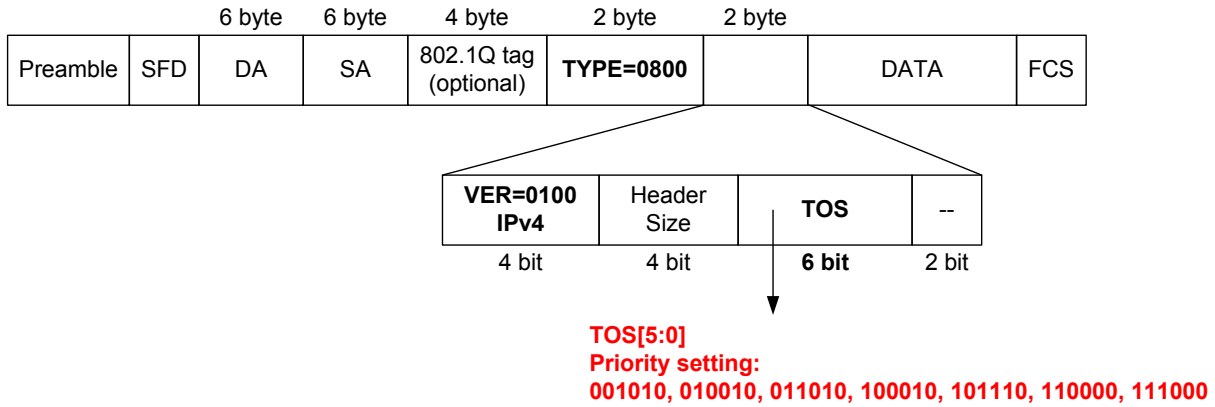 6 byte 6 byte 4 byte 2 byte 2 byte
Preamble SFD DA SA 802.1Q tag (optional) TYPE=0800 DATA FCS
VER=0100 IPv4 Header Size TOS --
4 bit 4 bit 6 bit 2 bit
TOS[5:0]
Priority setting:
001010, 010010, 011010, 100010, 101110, 110000, 111000